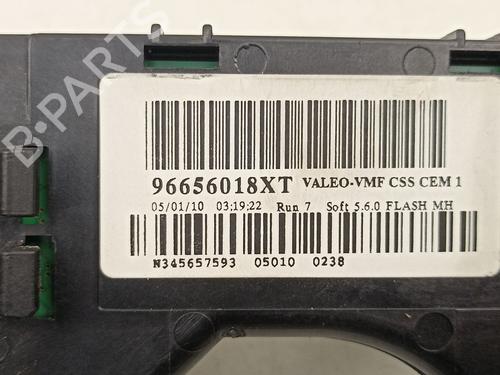 96656018XT VALEO-VMF CSS CEM 1
05/01/10 03:19:22 Run 7 Soft 5.6.0 FLASH MH
N345657593 05010 0238
B-PARTS